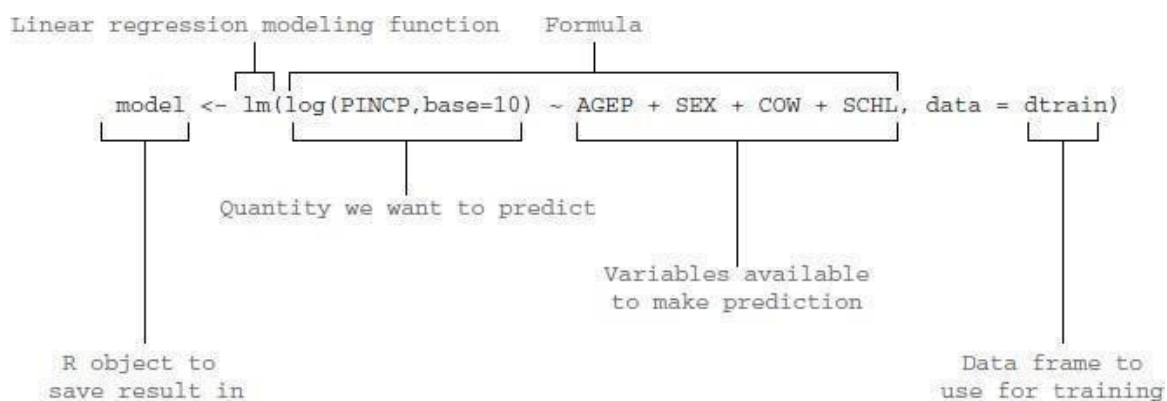 Linear regression modeling function Formula
model <- lm(log(PINCP,base=10) ~ AGEP + SEX + COW + SCHL, data = dtrain)
Quantity we want to predict
Variables available
to make prediction
R object to
save result in
Data frame to
use for training